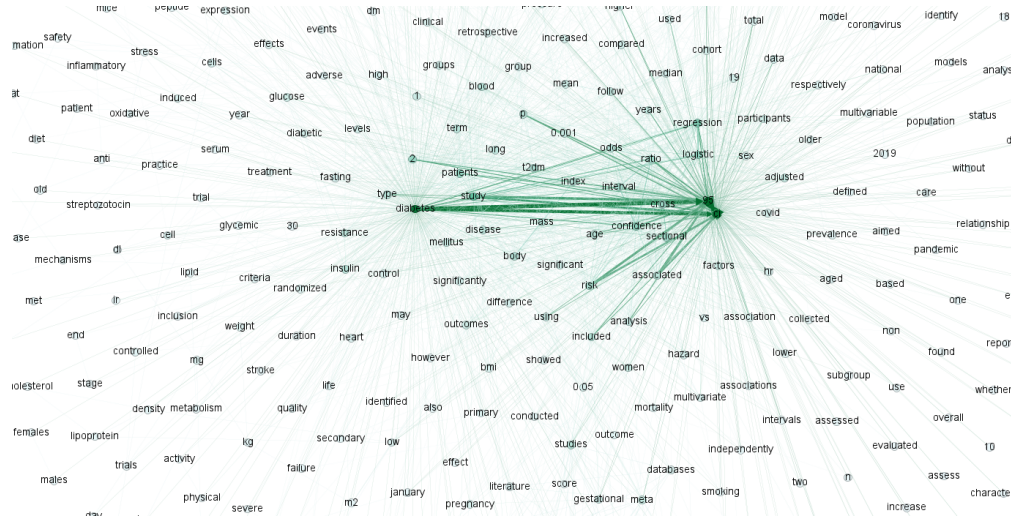 mice
peptide
expression
dm
clinical
higher
used
total
model
coronavirus
identify
18
mation
safety
stress
effects
events
retrospective
increased
compared
cohort
data
inflammatory
cells
adverse
high
groups
group
mean
median
19
respectively
national
models
analys
at
patient
oxidative
induced
year
glucose
1
blood
follow
years
participants
multivariable
population
status
diet
anti
practice
serum
diabetic
levels
term
p
0.001
odds
regression
sex
older
2019
without
old
streptozotocin
trial
treatment
fasting
2
long
patients
t2dm
index
interval
ratio
logistic
adjusted
defined
care
type
study
diabetes
cross
95
covid
relationship
ase
mechanisms
dl
cell
glycemic
30
resistance
mellitus
disease
mass
age
confidence
sectional
prevalence
aimed
pandemic
lipid
criteria
insulin
control
body
significant
associated
factors
hr
aged
based
met
lr
inclusion
randomized
significantly
difference
risk
one
e
end
weight
duration
heart
may
outcomes
using
included
analysis
vs
association
collected
non
controlled
mg
stroke
however
bmi
showed
women
hazard
lower
found
repor
holesterol
stage
life
0.05
associations
subgroup
use
whether
density
metabolism
quality
identified
also
primary
conducted
mortality
multivariate
intervals
assessed
overall
females
lipoprotein
kg
secondary
low
studies
outcome
independently
evaluated
10
trials
activity
failure
effect
databases
males
physical
severe
m2
january
pregnancy
literature
score
gestational
meta
smoking
two
n
assess
increase
characte
day